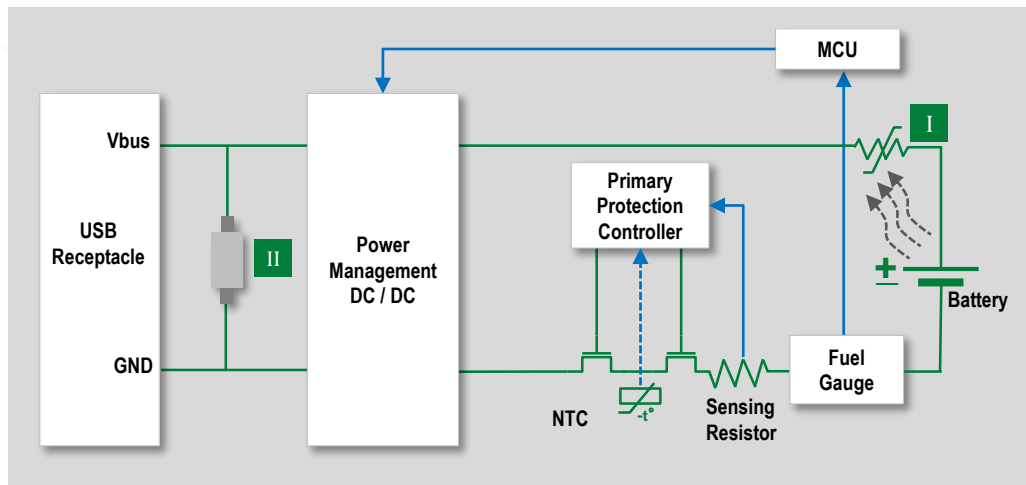 MCU
I
Vbus
USB
Receptacle
II
Power
Management
DC / DC
Primary
Protection
Controller
±
Battery
GND
NTC
-t°
Sensing
Resistor
Fuel
Gauge